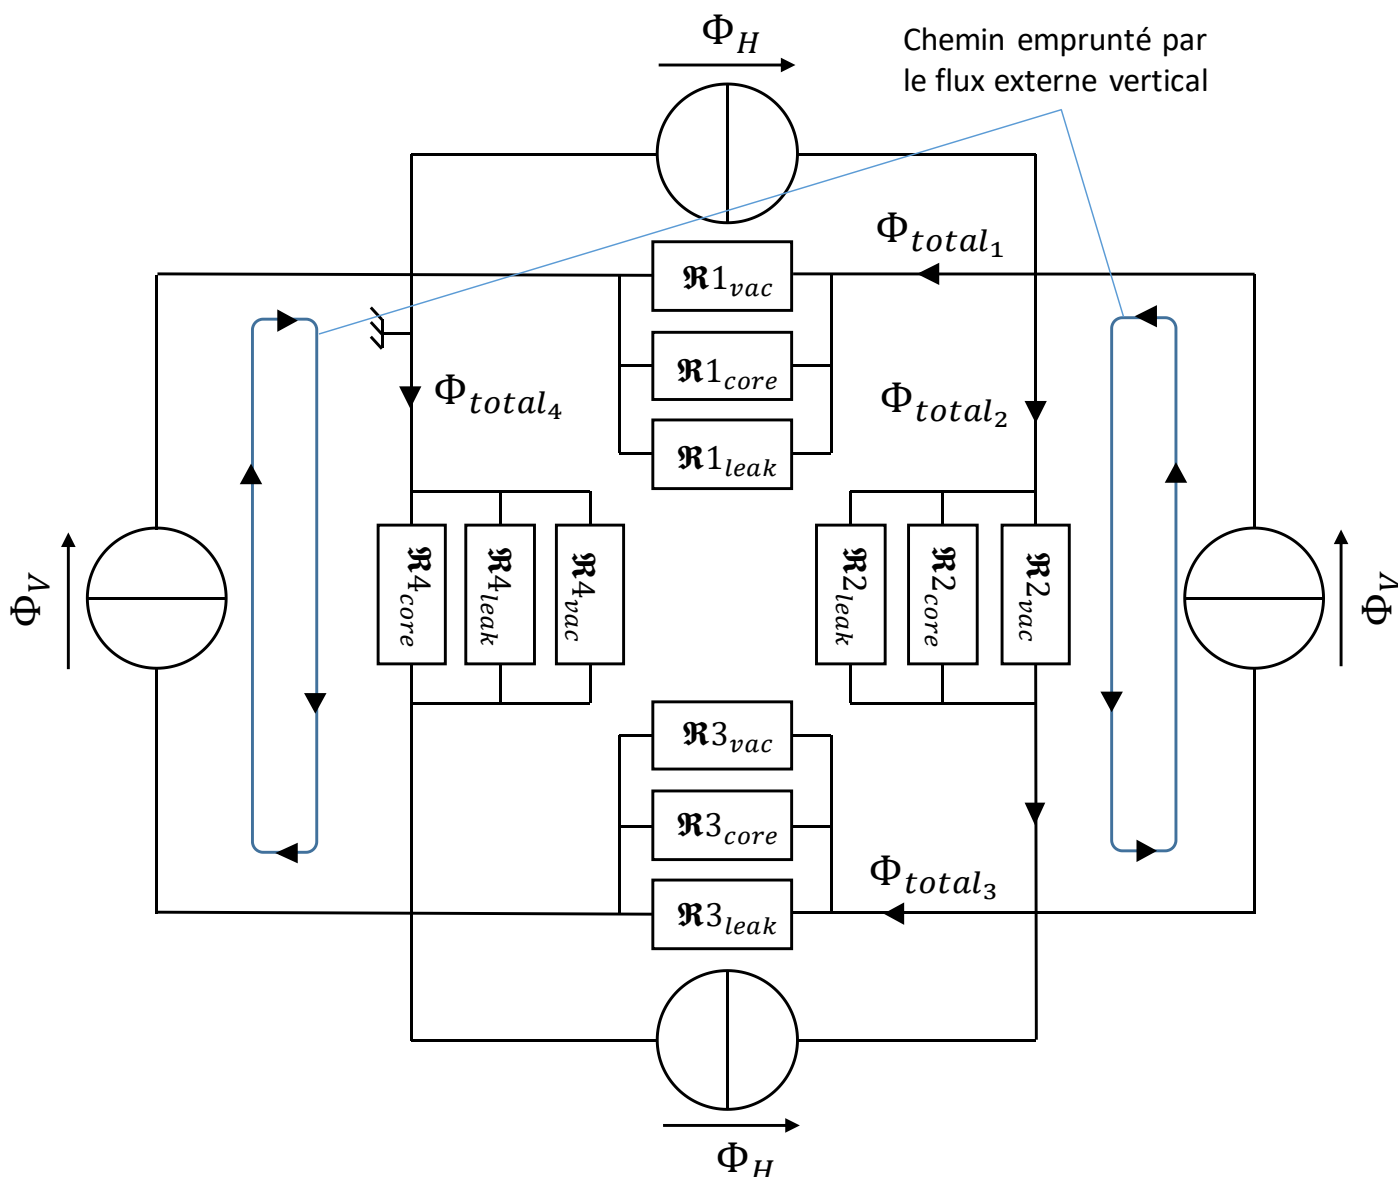 Φ_H
Chemin emprunté par
le flux externe vertical
Φ_total₁
ℜ1_vac
ℜ1_core
ℜ1_leak
Φ_total₄
Φ_total₂
Φ_V
ℜ4_core
ℜ4_leak
ℜ4_vac
ℜ2_leak
ℜ2_core
ℜ2_vac
Φ_V
ℜ3_vac
ℜ3_core
ℜ3_leak
Φ_total₃
Φ_H